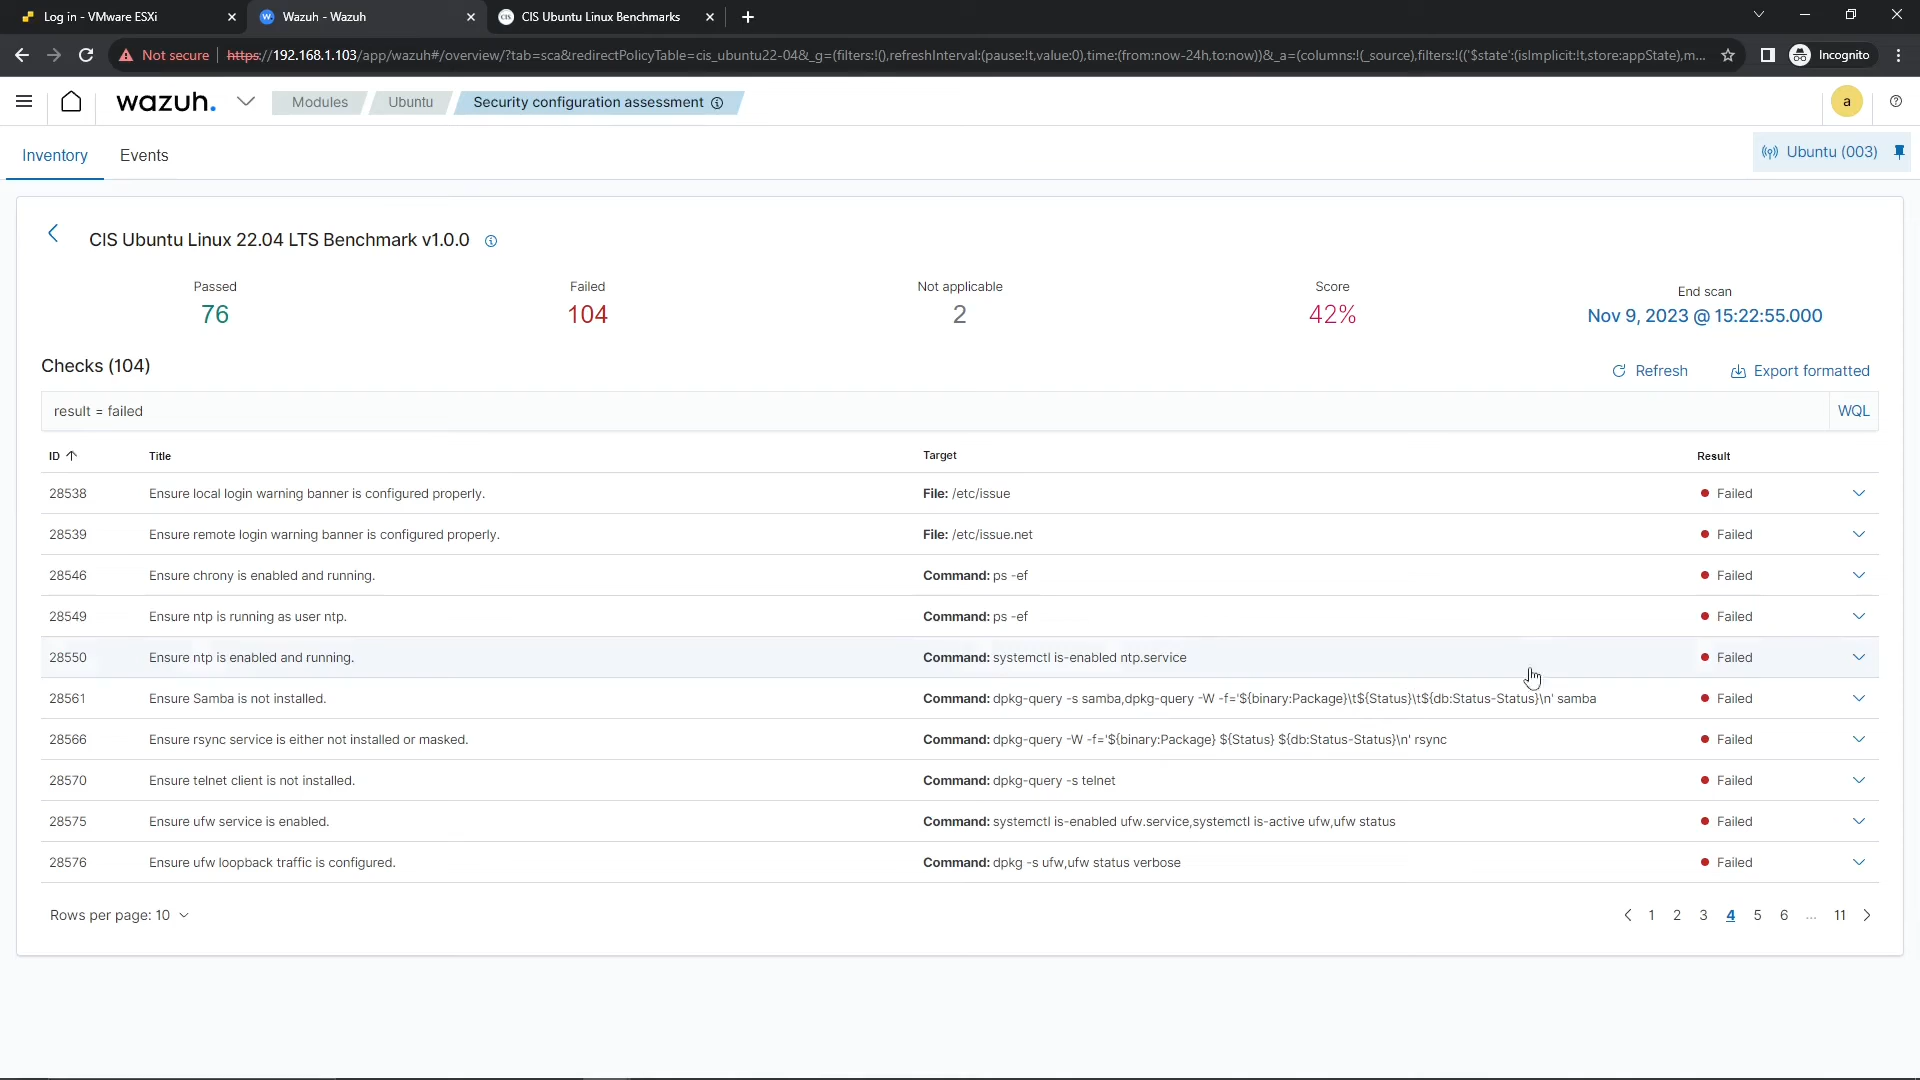 Log in - VMware ESXi
Wazuh - Wazuh
CIS Ubuntu Linux Benchmarks
Not secure https://192.168.1.103/app/wazuh#/overview/?tab=sca&redirectPolicyTable=cis_ubuntu22-04&_g=(filters:!(),refreshInterval:(pause:!t,value:0),time:(from:now-24h,to:now))&_a=(columns:!(_source),filters:!(('$state':(isImplicit:!t,store:appState),m... Incognito
wazuh. Modules Ubuntu Security configuration assessment a
Inventory Events Ubuntu (003)
CIS Ubuntu Linux 22.04 LTS Benchmark v1.0.0
Passed Failed Not applicable Score End scan
76 104 2 42% Nov 9, 2023 @ 15:22:55.000
Checks (104) Refresh Export formatted
result = failed WQL
ID Title Target Result
28538 Ensure local login warning banner is configured properly. File: /etc/issue Failed
28539 Ensure remote login warning banner is configured properly. File: /etc/issue.net Failed
28546 Ensure chrony is enabled and running. Command: ps -ef Failed
28549 Ensure ntp is running as user ntp. Command: ps -ef Failed
28550 Ensure ntp is enabled and running. Command: systemctl is-enabled ntp.service Failed
28561 Ensure Samba is not installed. Command: dpkg-query -s samba,dpkg-query -W -f='${binary:Package}\t${Status}\t${db:Status-Status}\n' samba Failed
28566 Ensure rsync service is either not installed or masked. Command: dpkg-query -W -f='${binary:Package} ${Status} ${db:Status-Status}\n' rsync Failed
28570 Ensure telnet client is not installed. Command: dpkg-query -s telnet Failed
28575 Ensure ufw service is enabled. Command: systemctl is-enabled ufw.service,systemctl is-active ufw,ufw status Failed
28576 Ensure ufw loopback traffic is configured. Command: dpkg -s ufw,ufw status verbose Failed
Rows per page: 10 1 2 3 4 5 6 ... 11